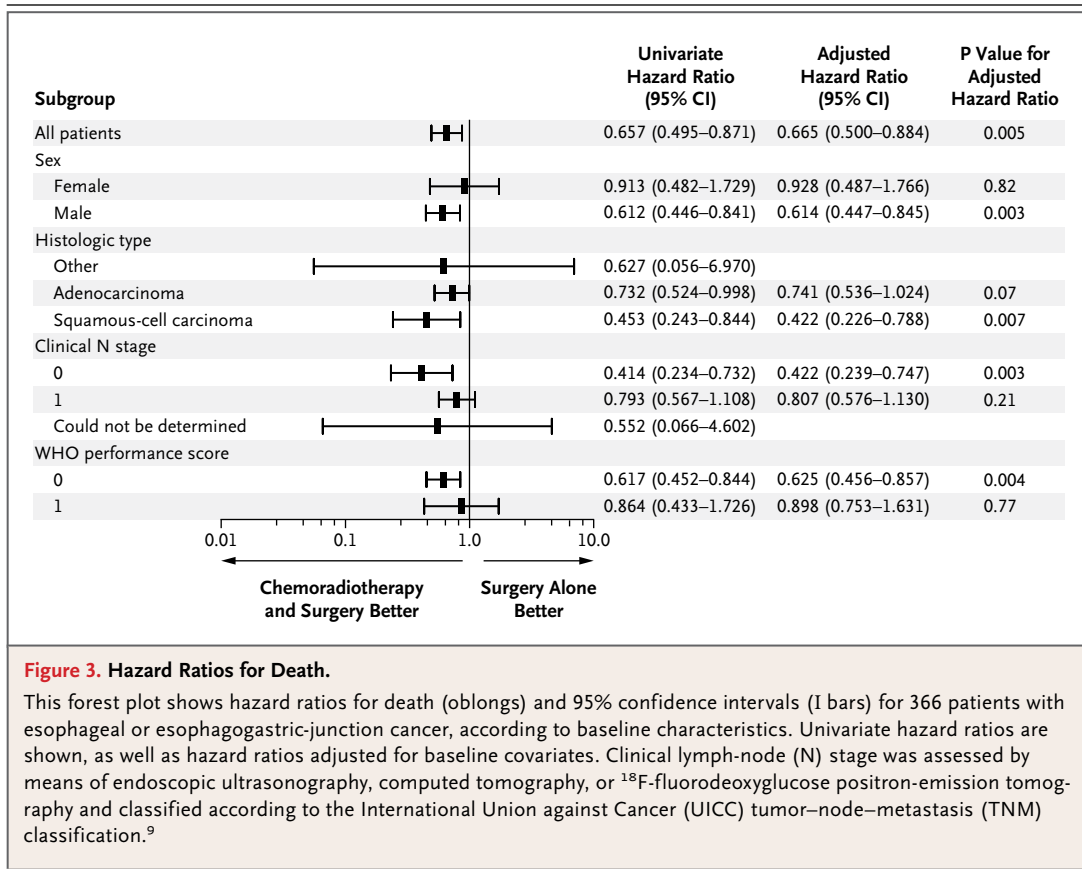 Univariate Adjusted P Value for
Hazard Ratio Hazard Ratio Adjusted
Subgroup (95% CI) (95% CI) Hazard Ratio
All patients 0.657 (0.495–0.871) 0.665 (0.500–0.884) 0.005
Sex
Female 0.913 (0.482–1.729) 0.928 (0.487–1.766) 0.82
Male 0.612 (0.446–0.841) 0.614 (0.447–0.845) 0.003
Histologic type
Other 0.627 (0.056–6.970)
Adenocarcinoma 0.732 (0.524–0.998) 0.741 (0.536–1.024) 0.07
Squamous-cell carcinoma 0.453 (0.243–0.844) 0.422 (0.226–0.788) 0.007
Clinical N stage
0 0.414 (0.234–0.732) 0.422 (0.239–0.747) 0.003
1 0.793 (0.567–1.108) 0.807 (0.576–1.130) 0.21
Could not be determined 0.552 (0.066–4.602)
WHO performance score
0 0.617 (0.452–0.844) 0.625 (0.456–0.857) 0.004
1 0.864 (0.433–1.726) 0.898 (0.753–1.631) 0.77
0.01 0.1 1.0 10.0
Chemoradiotherapy Surgery Alone
and Surgery Better Better
Figure 3. Hazard Ratios for Death.
This forest plot shows hazard ratios for death (oblongs) and 95% confidence intervals (I bars) for 366 patients with
esophageal or esophagogastric-junction cancer, according to baseline characteristics. Univariate hazard ratios are
shown, as well as hazard ratios adjusted for baseline covariates. Clinical lymph-node (N) stage was assessed by
means of endoscopic ultrasonography, computed tomography, or ¹⁸F-fluorodeoxyglucose positron-emission tomog-
raphy and classified according to the International Union against Cancer (UICC) tumor–node–metastasis (TNM)
classification.⁹